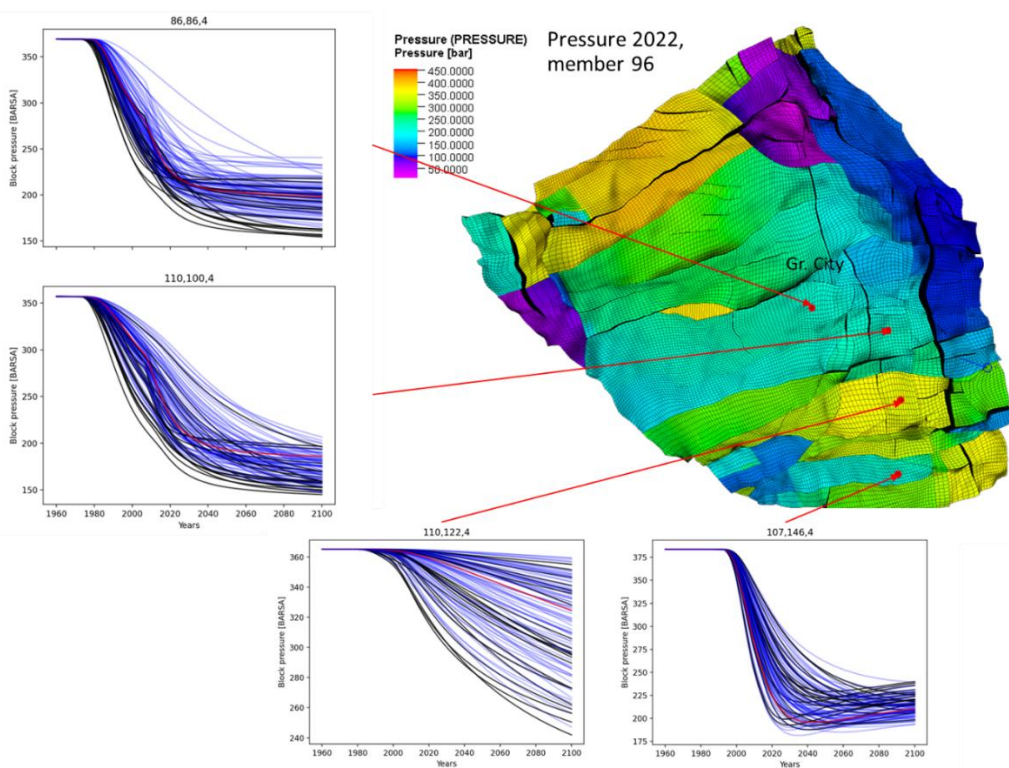 86,86,4
Block pressure [BARSA]
350
300
250
200
150
Pressure (PRESSURE)
Pressure [bar]
450.0000
400.0000
350.0000
300.0000
250.0000
200.0000
150.0000
100.0000
50.0000
Pressure 2022,
member 96
Gr. City
110,100,4
Block pressure [BARSA]
350
300
250
200
150
1960 1980 2000 2020 2040 2060 2080 2100
Years
110,122,4
Block pressure [BARSA]
360
340
320
300
280
260
240
1960 1980 2000 2020 2040 2060 2080 2100
Years
107,146,4
Block pressure [BARSA]
375
350
325
300
275
250
225
200
175
1960 1980 2000 2020 2040 2060 2080 2100
Years